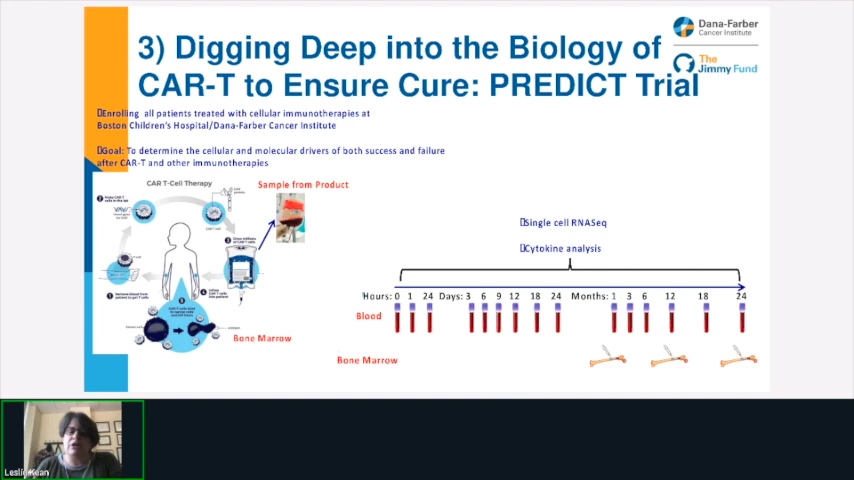 3) Digging Deep into the Biology of
CAR-T to Ensure Cure: PREDICT Trial
Dana-Farber
Cancer Institute
The
Jimmy Fund
Enrolling all patients treated with cellular immunotherapies at
Boston Children's Hospital/Dana-Farber Cancer Institute
Goal: To determine the cellular and molecular drivers of both success and failure
after CAR-T and other immunotherapies
CAR T-Cell Therapy
Sample from Product
Bone Marrow
Single cell RNASeq
Cytokine analysis
Hours: 0 1 24 Days: 3 6 9 12 18 24 Months: 1 3 6 12 18 24
Blood
Bone Marrow
Leslie Kean